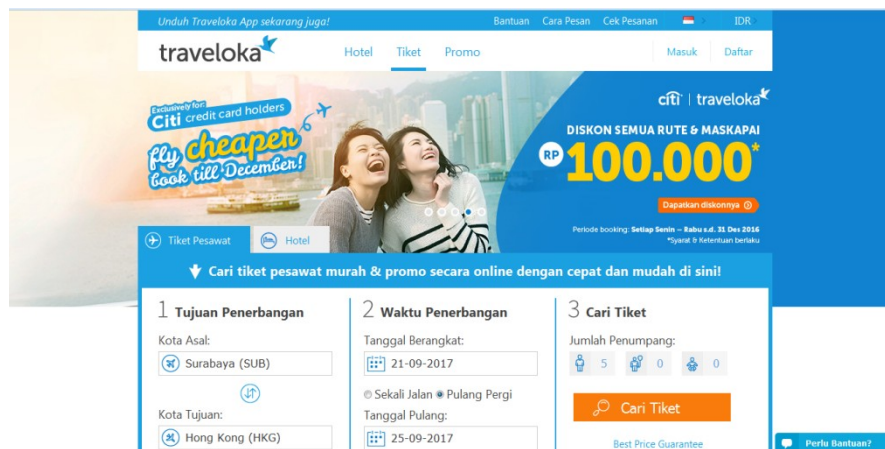 Unduh Traveloka App sekarang juga!
Bantuan Cara Pesan Cek Pesanan IDR
traveloka
Hotel Tiket Promo
Masuk Daftar
Exclusively for:
Citi credit card holders
fly cheaper
book till December!
citi | traveloka
DISKON SEMUA RUTE & MASKAPAI
RP 100.000*
Dapatkan diskonnya
Periode booking: Setiap Senin – Rabu s.d. 31 Des 2016
*Syarat & Ketentuan berlaku
Tiket Pesawat Hotel
Cari tiket pesawat murah & promo secara online dengan cepat dan mudah di sini!
1 Tujuan Penerbangan
Kota Asal:
Surabaya (SUB)
Kota Tujuan:
Hong Kong (HKG)
2 Waktu Penerbangan
Tanggal Berangkat:
21-09-2017
Sekali Jalan Pulang Pergi
Tanggal Pulang:
25-09-2017
3 Cari Tiket
Jumlah Penumpang:
5 0 0
Cari Tiket
Best Price Guarantee
Perlu Bantuan?